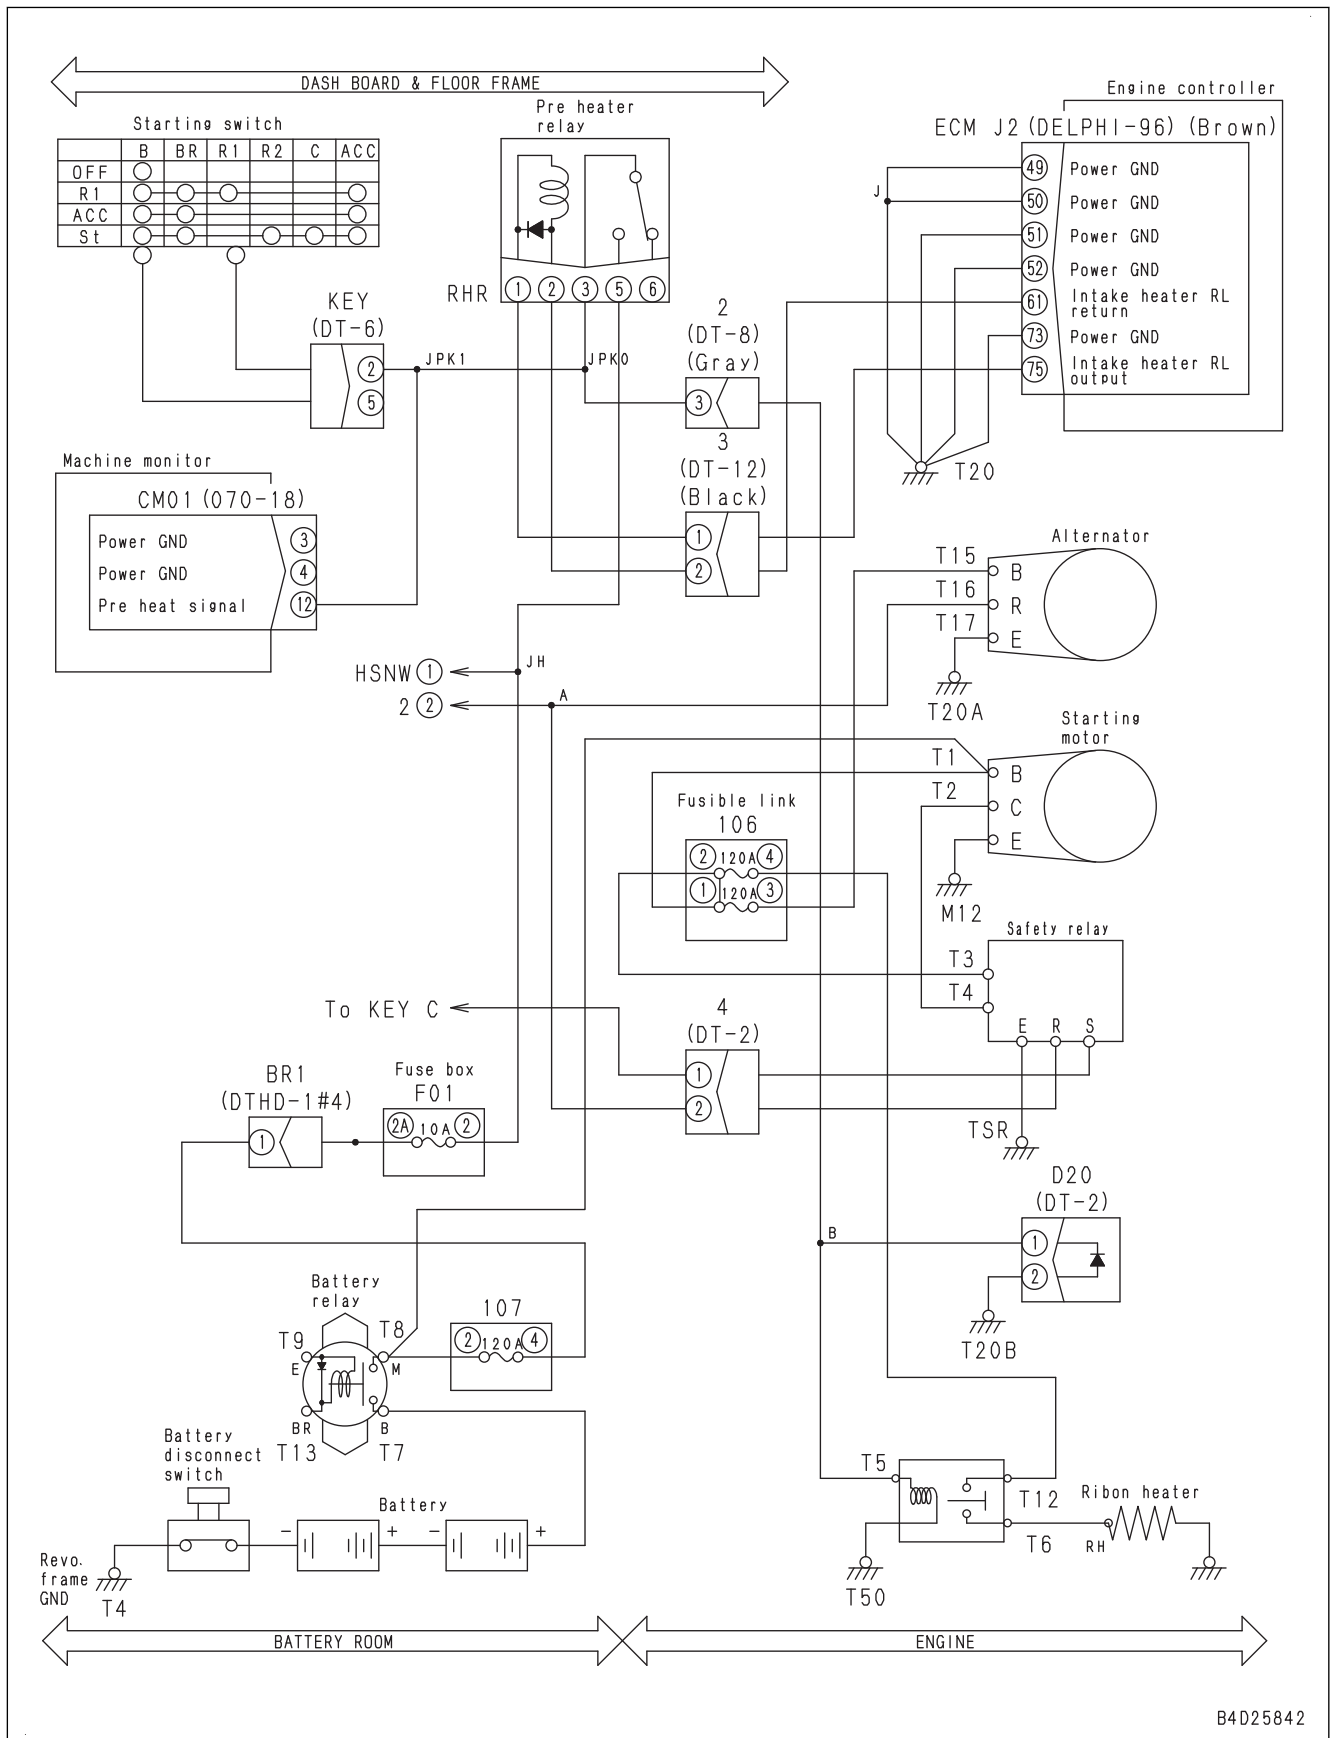 DASH BOARD & FLOOR FRAME
Starting switch
B BR R1 R2 C ACC
OFF
R1
ACC
St
KEY
(DT-6)
2
5
Pre heater
relay
RHR
1 2 3 5 6
JPK1
JPK0
2
(DT-8)
(Gray)
3
3
(DT-12)
(Black)
1
2
Engine controller
ECM J2(DELPHI-96)(Brown)
49 Power GND
50 Power GND
51 Power GND
52 Power GND
61 Intake heater RL
return
73 Power GND
75 Intake heater RL
output
J
T20
Machine monitor
CM01(070-18)
Power GND 3
Power GND 4
Pre heat signal 12
HSNW 1
JH
2 2
A
Alternator
T15 B
T16 R
T17 E
T20A
Starting
motor
T1 B
T2 C
E
M12
Fusible link
106
2 120A 4
1 120A 3
Safety relay
T3
T4
E R S
TSR
To KEY C
4
(DT-2)
1
2
BR1
(DTHD-1#4)
1
Fuse box
F01
2A 10A 2
D20
(DT-2)
B
1
2
T20B
Battery
relay
T9
T8
E
M
BR
B
T13
T7
107
2 120A 4
Battery
disconnect
switch
Battery
- +
- +
Revo.
frame
GND
T4
T5
T12
T6
T50
Ribon heater
RH
BATTERY ROOM
ENGINE
B4D25842